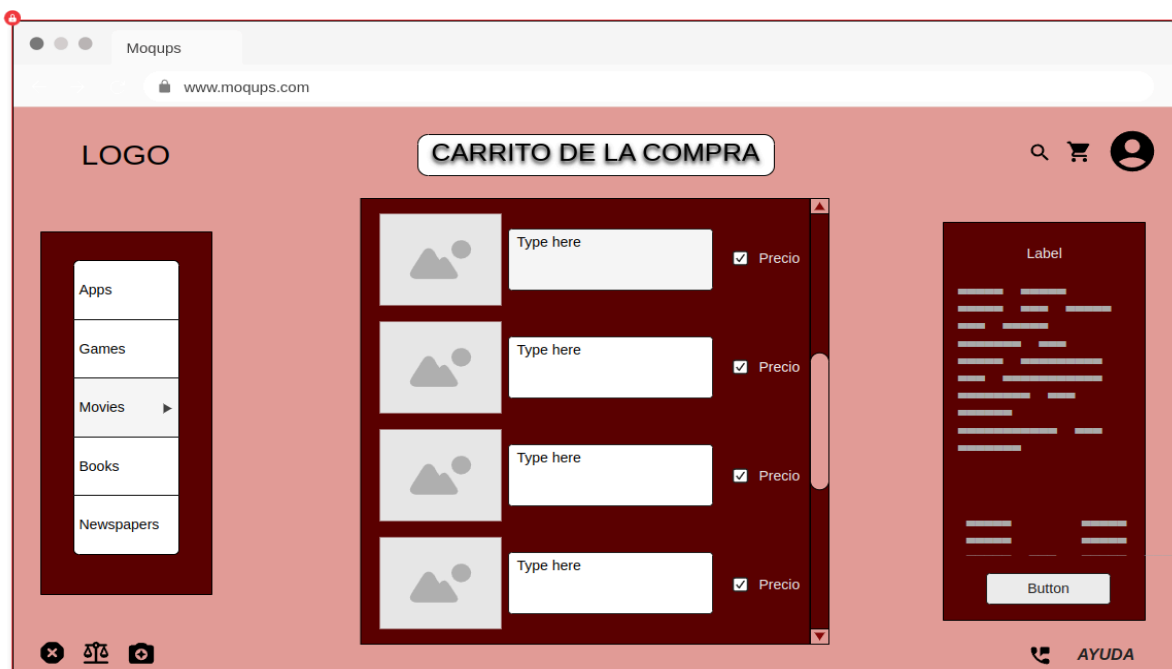 Moqups
www.moqups.com
LOGO
CARRITO DE LA COMPRA
Apps
Games
Movies
Books
Newspapers
Type here
Precio
Type here
Precio
Type here
Precio
Type here
Precio
Label
Button
AYUDA